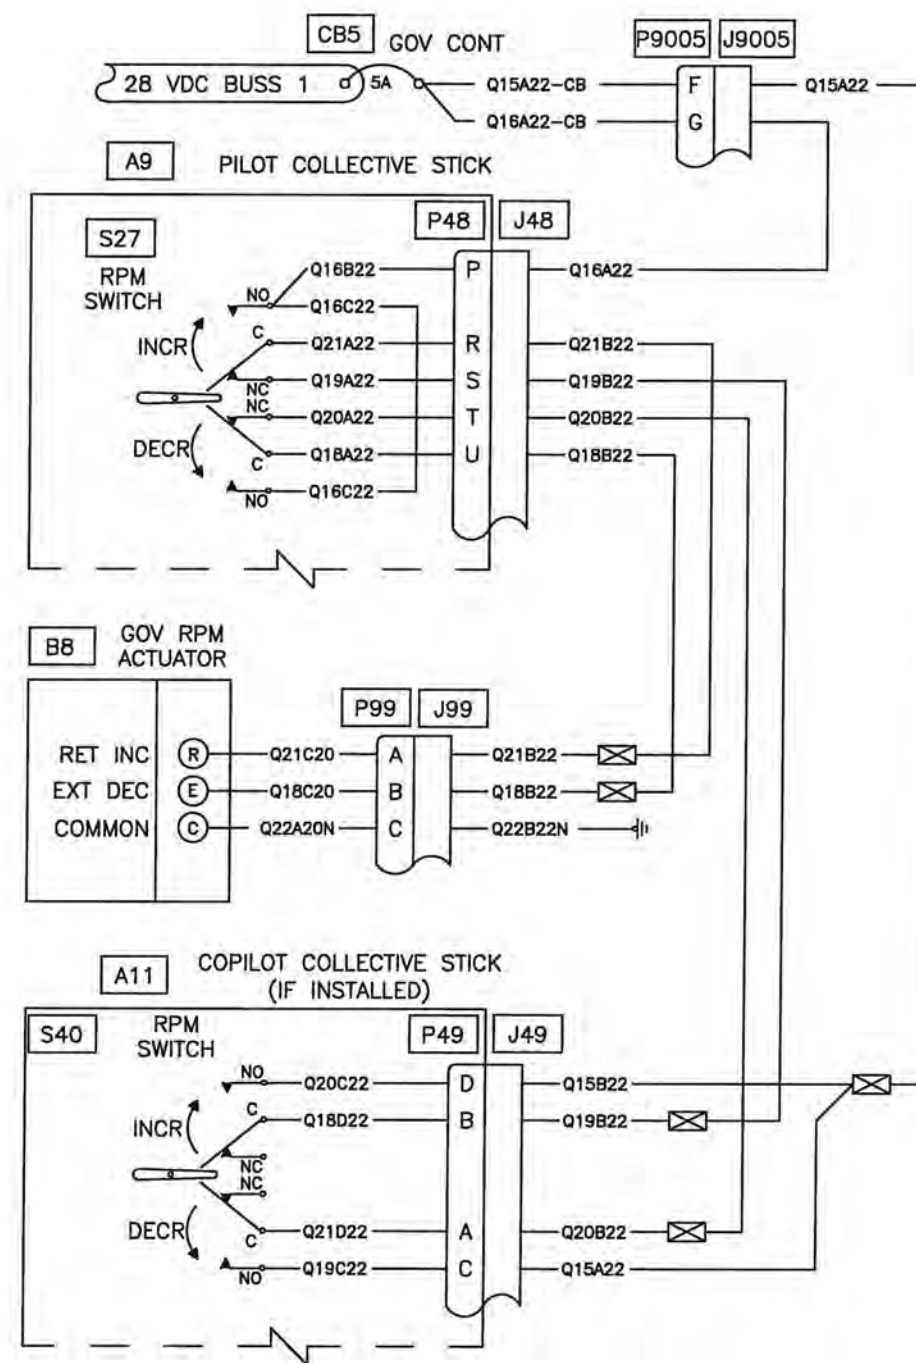 CB5 GOV CONT P9005 J9005
28 VDC BUSS 1 5A Q15A22-CB F Q15A22
Q16A22-CB G
A9 PILOT COLLECTIVE STICK
P48 J48
S27
RPM
SWITCH
Q16B22 P Q16A22
NO Q16C22
INCR C Q21A22 R Q21B22
NC Q19A22 S Q19B22
NC Q20A22 T Q20B22
DECR C Q18A22 U Q18B22
NO Q16C22
B8 GOV RPM
ACTUATOR
P99 J99
RET INC R Q21C20 A Q21B22
EXT DEC E Q18C20 B Q18B22
COMMON C Q22A20N C Q22B22N
A11 COPILOT COLLECTIVE STICK
(IF INSTALLED)
S40 RPM
SWITCH
P49 J49
NO Q20C22 D Q15B22
INCR C Q18D22 B Q19B22
NC
NC
DECR C Q21D22 A Q20B22
NO Q19C22 C Q15A22